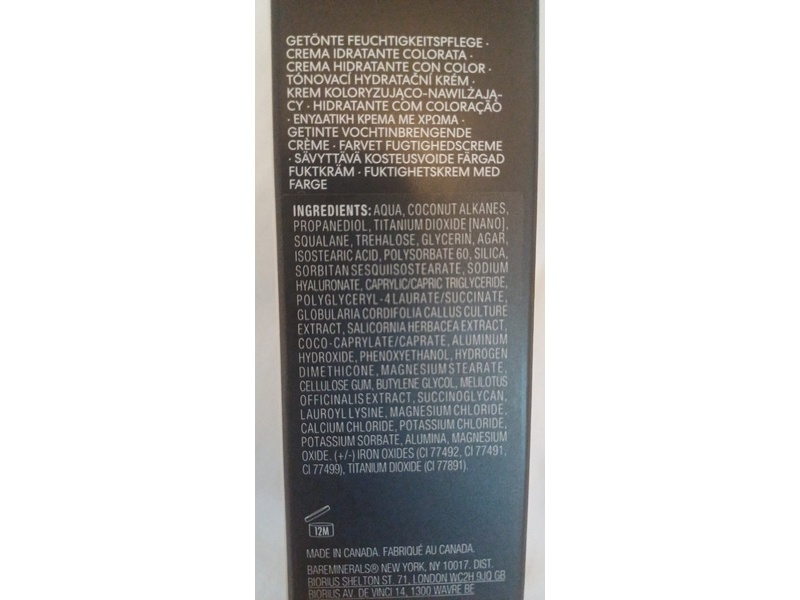 GETÖNTE FEUCHTIGKEITSPFLEGE ·
CREMA IDRATANTE COLORATA ·
CREMA HIDRATANTE CON COLOR ·
TÓNOVACÍ HYDRATAČNÍ KRÉM ·
KREM KOLORYZUJĄCO-NAWILŻAJĄ-
CY · HIDRATANTE COM COLORAÇÃO
· ΕΝΥΔΑΤΙΚΗ ΚΡΕΜΑ ΜΕ ΧΡΩΜΑ ·
GETINTE VOCHTINBRENGENDE
CRÈME · FARVET FUGTIGHEDSCREME
· SÄVYTTÄVÄ KOSTEUSVOIDE FÄRGAD
FUKTKRÄM · FUKTIGHETSKREM MED
FARGE
INGREDIENTS: AQUA, COCONUT ALKANES,
PROPANEDIOL, TITANIUM DIOXIDE [NANO],
SQUALANE, TREHALOSE, GLYCERIN, AGAR,
ISOSTEARIC ACID, POLYSORBATE 60, SILICA,
SORBITAN SESQUIISOSTEARATE, SODIUM
HYALURONATE, CAPRYLIC/CAPRIC TRIGLYCERIDE,
POLYGLYCERYL-4 LAURATE/SUCCINATE,
GLOBULARIA CORDIFOLIA CALLUS CULTURE
EXTRACT, SALICORNIA HERBACEA EXTRACT,
COCO-CAPRYLATE/CAPRATE, ALUMINUM
HYDROXIDE, PHENOXYETHANOL, HYDROGEN
DIMETHICONE, MAGNESIUM STEARATE,
CELLULOSE GUM, BUTYLENE GLYCOL, MELILOTUS
OFFICINALIS EXTRACT, SUCCINOGLYCAN,
LAUROYL LYSINE, MAGNESIUM CHLORIDE,
CALCIUM CHLORIDE, POTASSIUM CHLORIDE,
POTASSIUM SORBATE, ALUMINA, MAGNESIUM
OXIDE. (+/-) IRON OXIDES (CI 77492, CI 77491,
CI 77499), TITANIUM DIOXIDE (CI 77891).
12M
MADE IN CANADA. FABRIQUÉ AU CANADA.
BAREMINERALS® NEW YORK, NY 10017. DIST.
BIORIUS SHELTON ST. 71, LONDON WC2H 9JQ GB
BIORIUS AV. DE VINCI 14, 1300 WAVRE BE